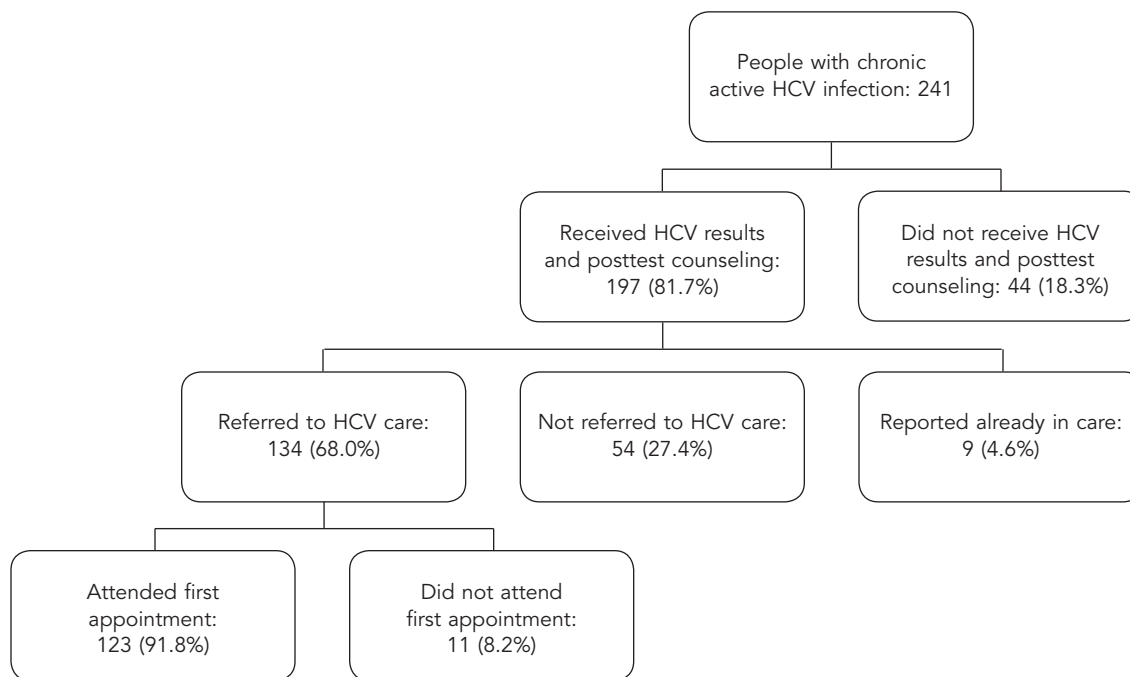 People with chronic
active HCV infection: 241
Received HCV results
and posttest counseling:
197 (81.7%)
Did not receive HCV
results and posttest
counseling: 44 (18.3%)
Referred to HCV care:
134 (68.0%)
Not referred to HCV care:
54 (27.4%)
Reported already in care:
9 (4.6%)
Attended first
appointment:
123 (91.8%)
Did not attend
first appointment:
11 (8.2%)